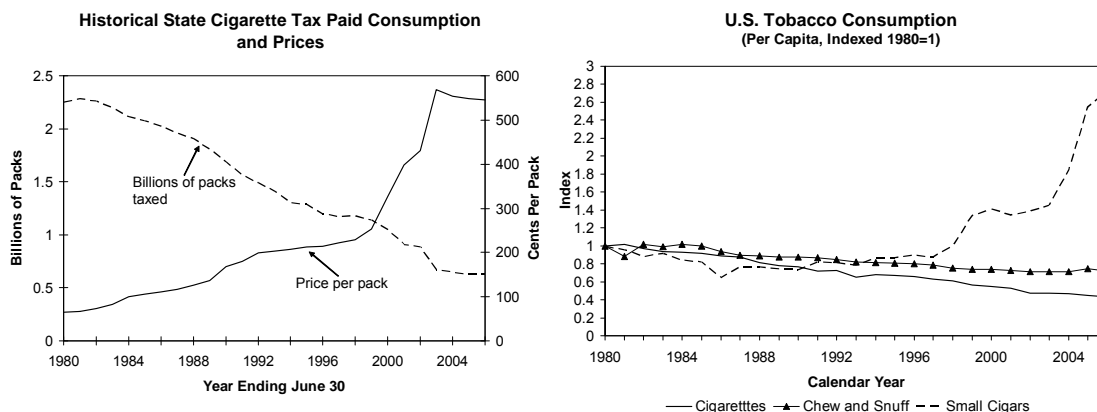 Historical State Cigarette Tax Paid Consumption
and Prices
Billions of Packs
2.5
2
1.5
1
0.5
0
600
500
400
300
200
100
0
Cents Per Pack
Billions of packs
taxed
Price per pack
1980 1984 1988 1992 1996 2000 2004
Year Ending June 30
U.S. Tobacco Consumption
(Per Capita, Indexed 1980=1)
Index
3
2.8
2.6
2.4
2.2
2
1.8
1.6
1.4
1.2
1
0.8
0.6
0.4
0.2
0
1980 1984 1988 1992 1996 2000 2004
Calendar Year
Cigaretttes Chew and Snuff Small Cigars